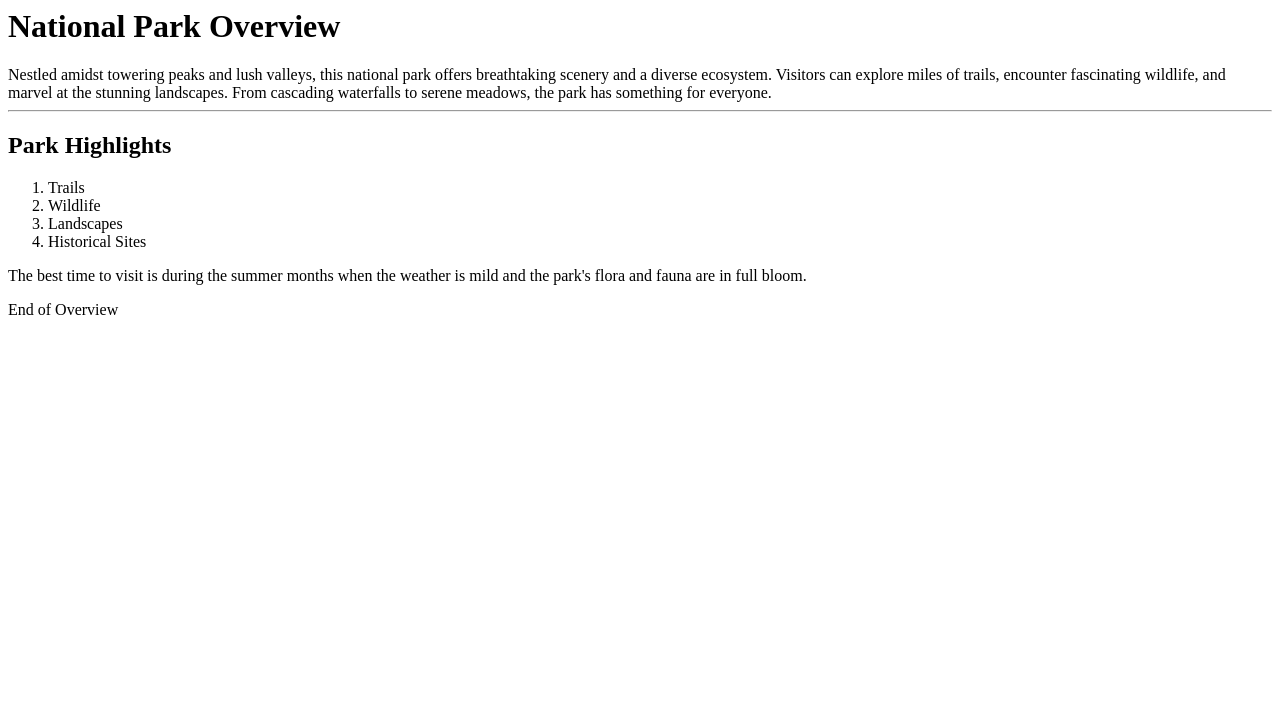 National Park Overview
Nestled amidst towering peaks and lush valleys, this national park offers breathtaking scenery and a diverse ecosystem. Visitors can explore miles of trails, encounter fascinating wildlife, and
marvel at the stunning landscapes. From cascading waterfalls to serene meadows, the park has something for everyone.
Park Highlights
1. Trails
2. Wildlife
3. Landscapes
4. Historical Sites
The best time to visit is during the summer months when the weather is mild and the park's flora and fauna are in full bloom.
End of Overview